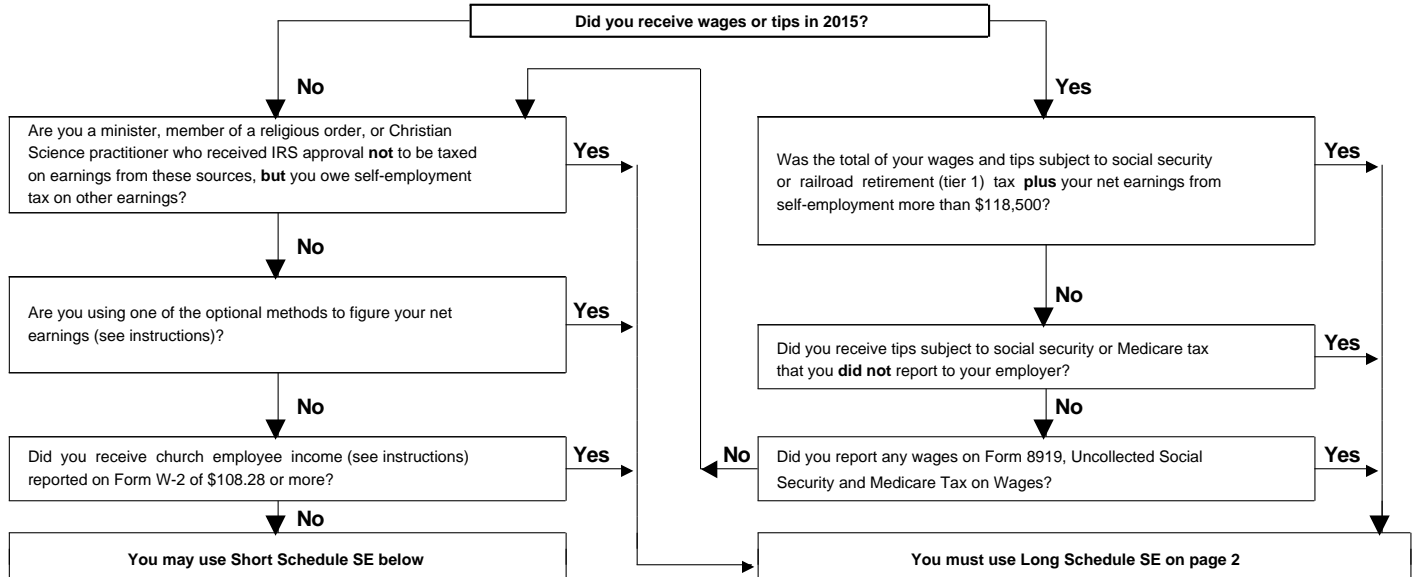 Did you receive wages or tips in 2015?
No
Yes
Are you a minister, member of a religious order, or Christian
Science practitioner who received IRS approval not to be taxed
on earnings from these sources, but you owe self-employment
tax on other earnings?
Yes
Was the total of your wages and tips subject to social security
or railroad retirement (tier 1) tax plus your net earnings from
self-employment more than $118,500?
Yes
No
No
Are you using one of the optional methods to figure your net
earnings (see instructions)?
Yes
Did you receive tips subject to social security or Medicare tax
that you did not report to your employer?
Yes
No
No
Did you receive church employee income (see instructions)
reported on Form W-2 of $108.28 or more?
Yes
No
Did you report any wages on Form 8919, Uncollected Social
Security and Medicare Tax on Wages?
Yes
No
You may use Short Schedule SE below
You must use Long Schedule SE on page 2